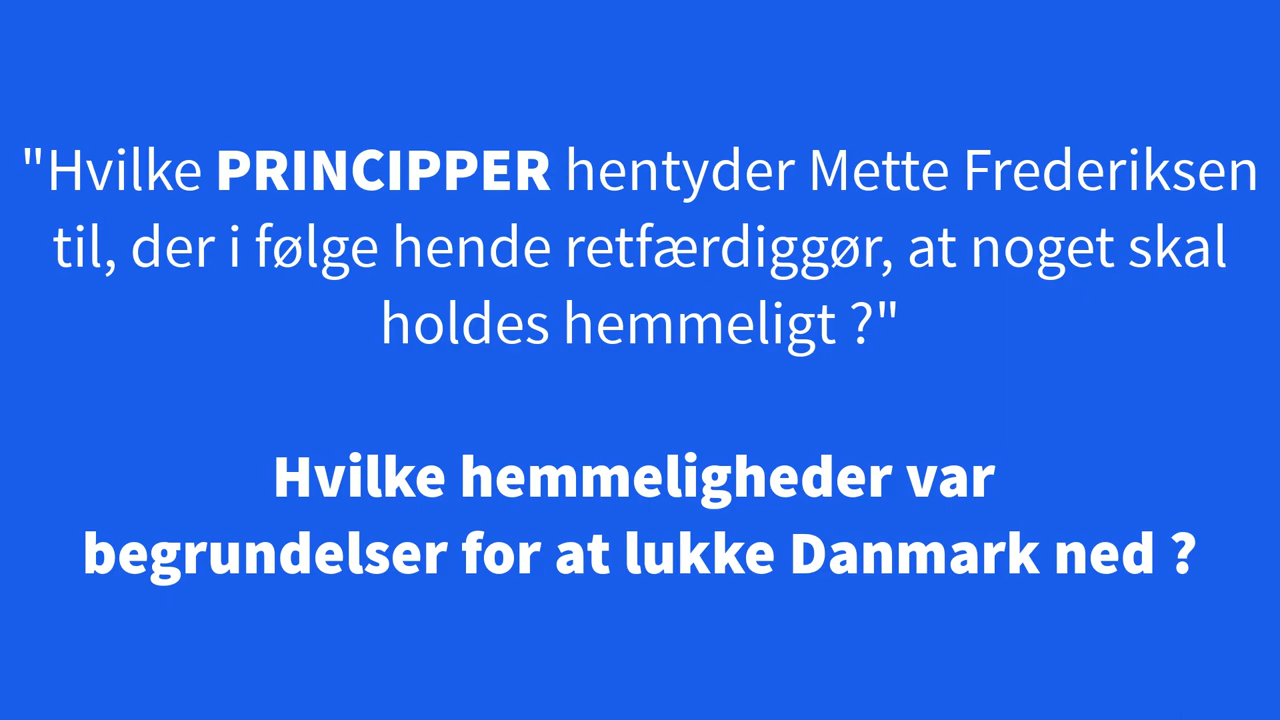 "Hvilke PRINCIPPER hentyder Mette Frederiksen
til, der i følge hende retfærdiggør, at noget skal
holdes hemmeligt ?"
Hvilke hemmeligheder var
begrundelser for at lukke Danmark ned ?